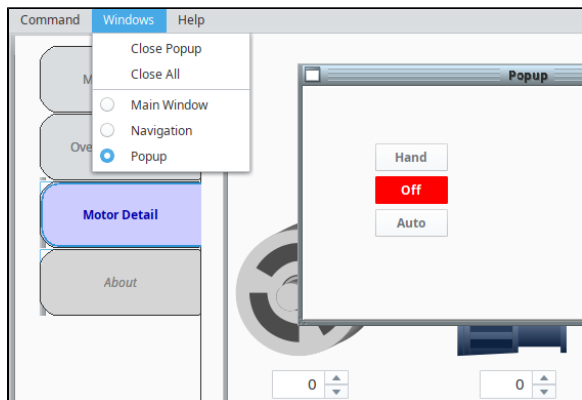 Command Windows Help
Close Popup
Close All
Main Window
Navigation
Popup
M
Ove
Motor Detail
About
Popup
Hand
Off
Auto
0
0